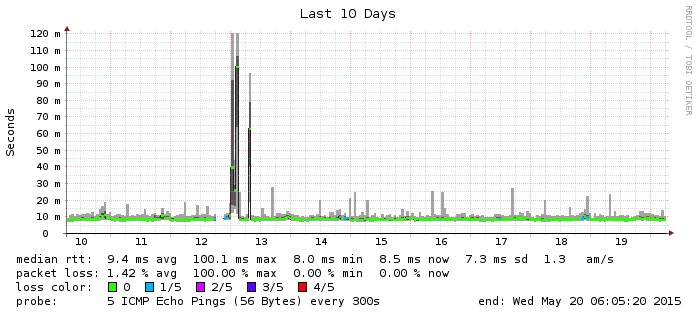 Last 10 Days
RRDTOOL / TOBI OETIKER
Seconds
120 m
110 m
100 m
90 m
80 m
70 m
60 m
50 m
40 m
30 m
20 m
10 m
0
10 11 12 13 14 15 16 17 18 19
median rtt: 9.4 ms avg 100.1 ms max 8.0 ms min 8.5 ms now 7.3 ms sd 1.3 am/s
packet loss: 1.42 % avg 100.00 % max 0.00 % min 0.00 % now
loss color: 0 1/5 2/5 3/5 4/5
probe: 5 ICMP Echo Pings (56 Bytes) every 300s end: Wed May 20 06:05:20 2015